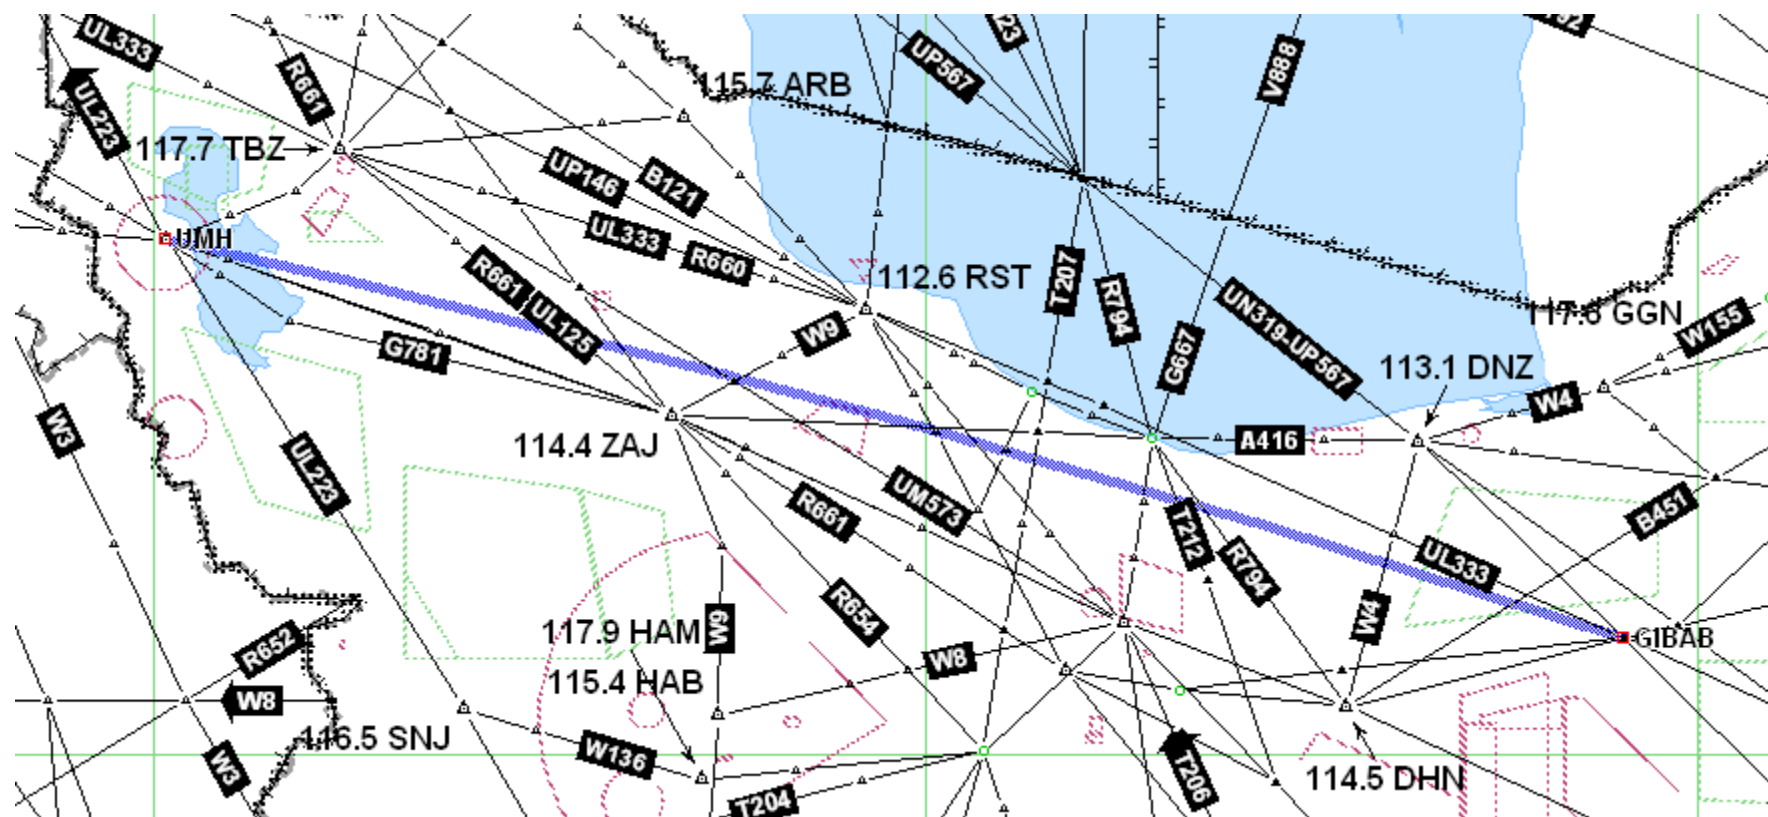 UL333
R661
UP567
V888
115.7 ARB
UL223
117.7 TBZ
UP146
B121
UMH
UL333
R660
112.6 RST
T207
R794
R661
UL125
W9
G667
UN319-UP567
117.6 GGN
W155
G781
113.1 DNZ
W4
W3
114.4 ZAJ
A416
UL223
UM573
R661
T212
B451
R794
UL333
R654
W9
W4
117.9 HAM
GIBAB
R652
W8
115.4 HAB
W8
116.5 SNJ
W136
W3
T204
T206
114.5 DHN